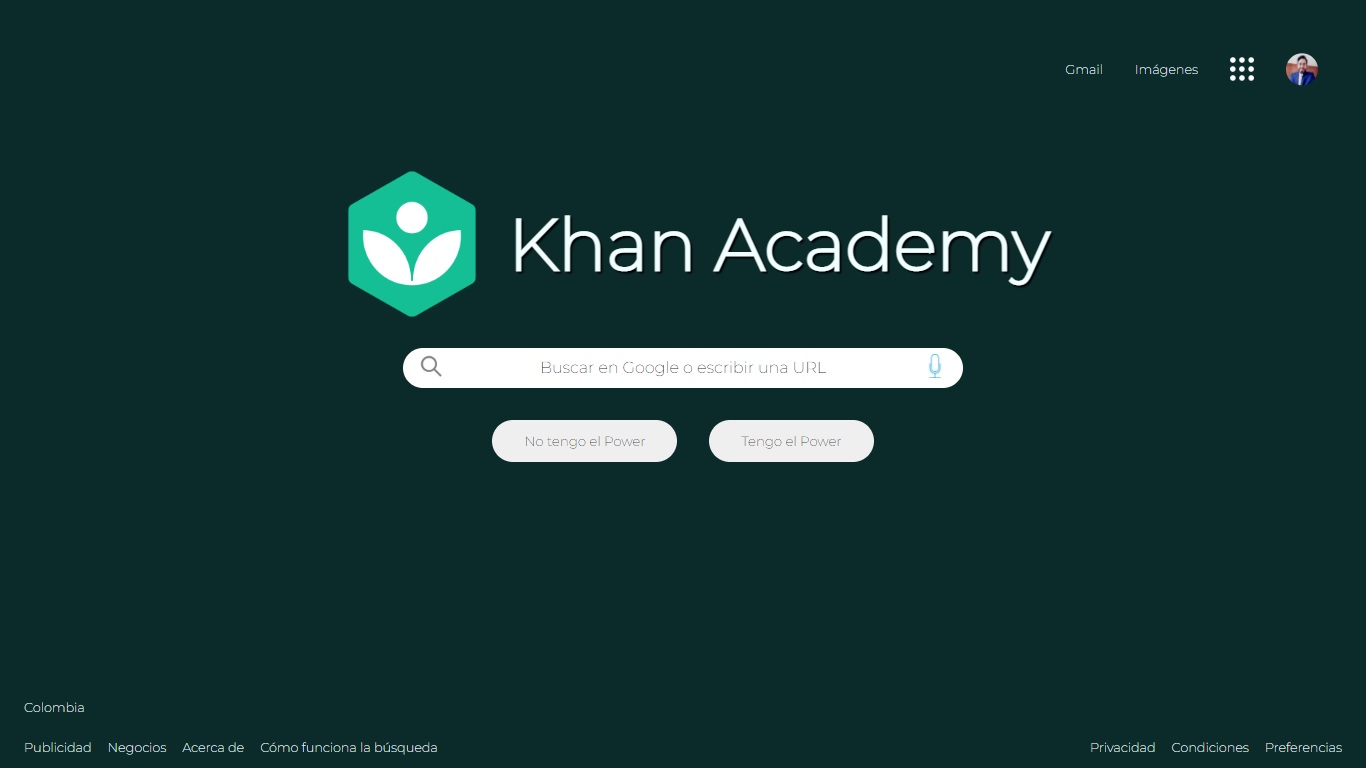 Gmail Imágenes
Khan Academy
Buscar en Google o escribir una URL
No tengo el Power Tengo el Power
Colombia
Publicidad Negocios Acerca de Cómo funciona la búsqueda Privacidad Condiciones Preferencias